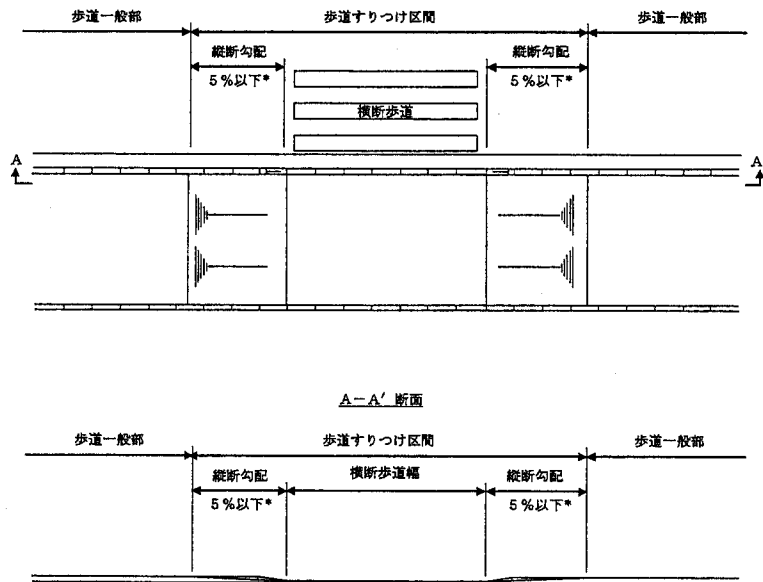 歩道一般部
歩道すりつけ区間
歩道一般部
縦断勾配
5%以下*
縦断勾配
5%以下*
横断歩道
A
A
A－A′ 断面
歩道一般部
歩道すりつけ区間
歩道一般部
縦断勾配
5%以下*
横断歩道幅
縦断勾配
5%以下*